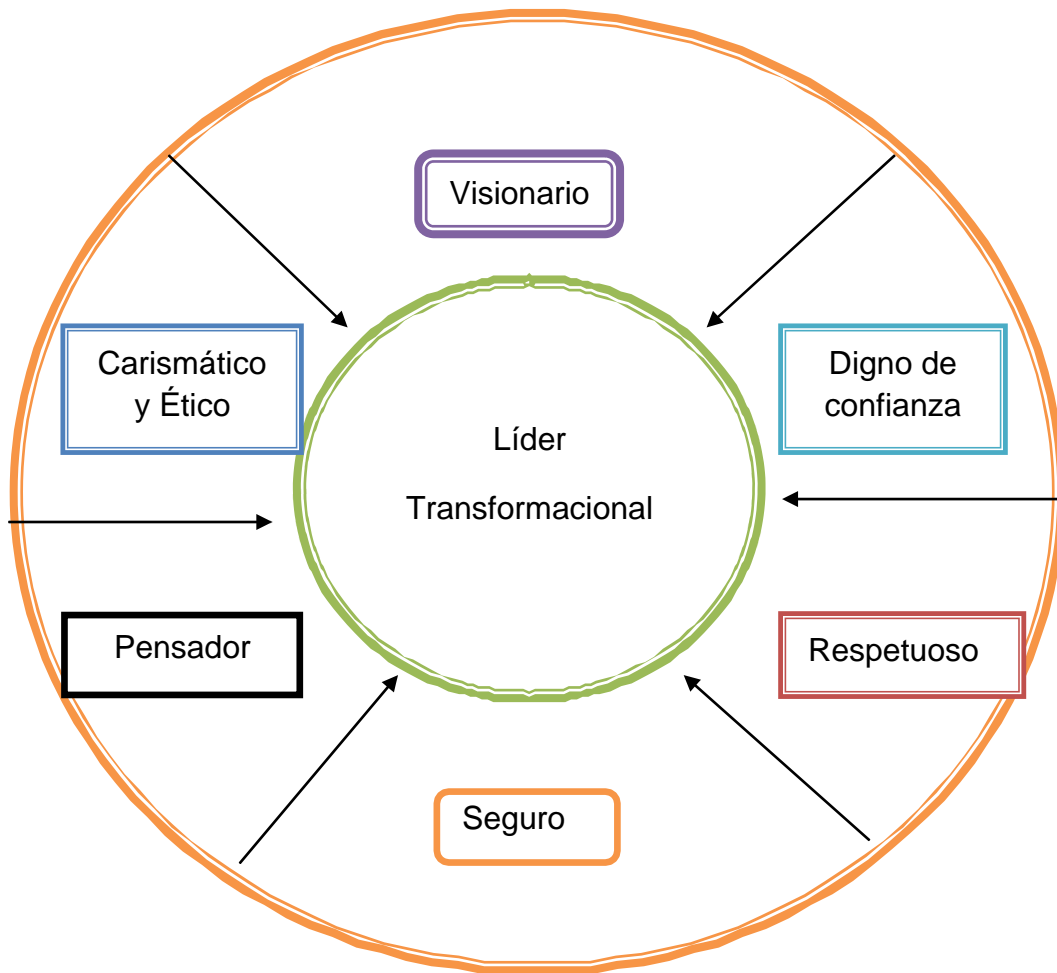 Visionario
Carismático
y Ético
Digno de
confianza
Líder
Transformacional
Pensador
Respetuoso
Seguro